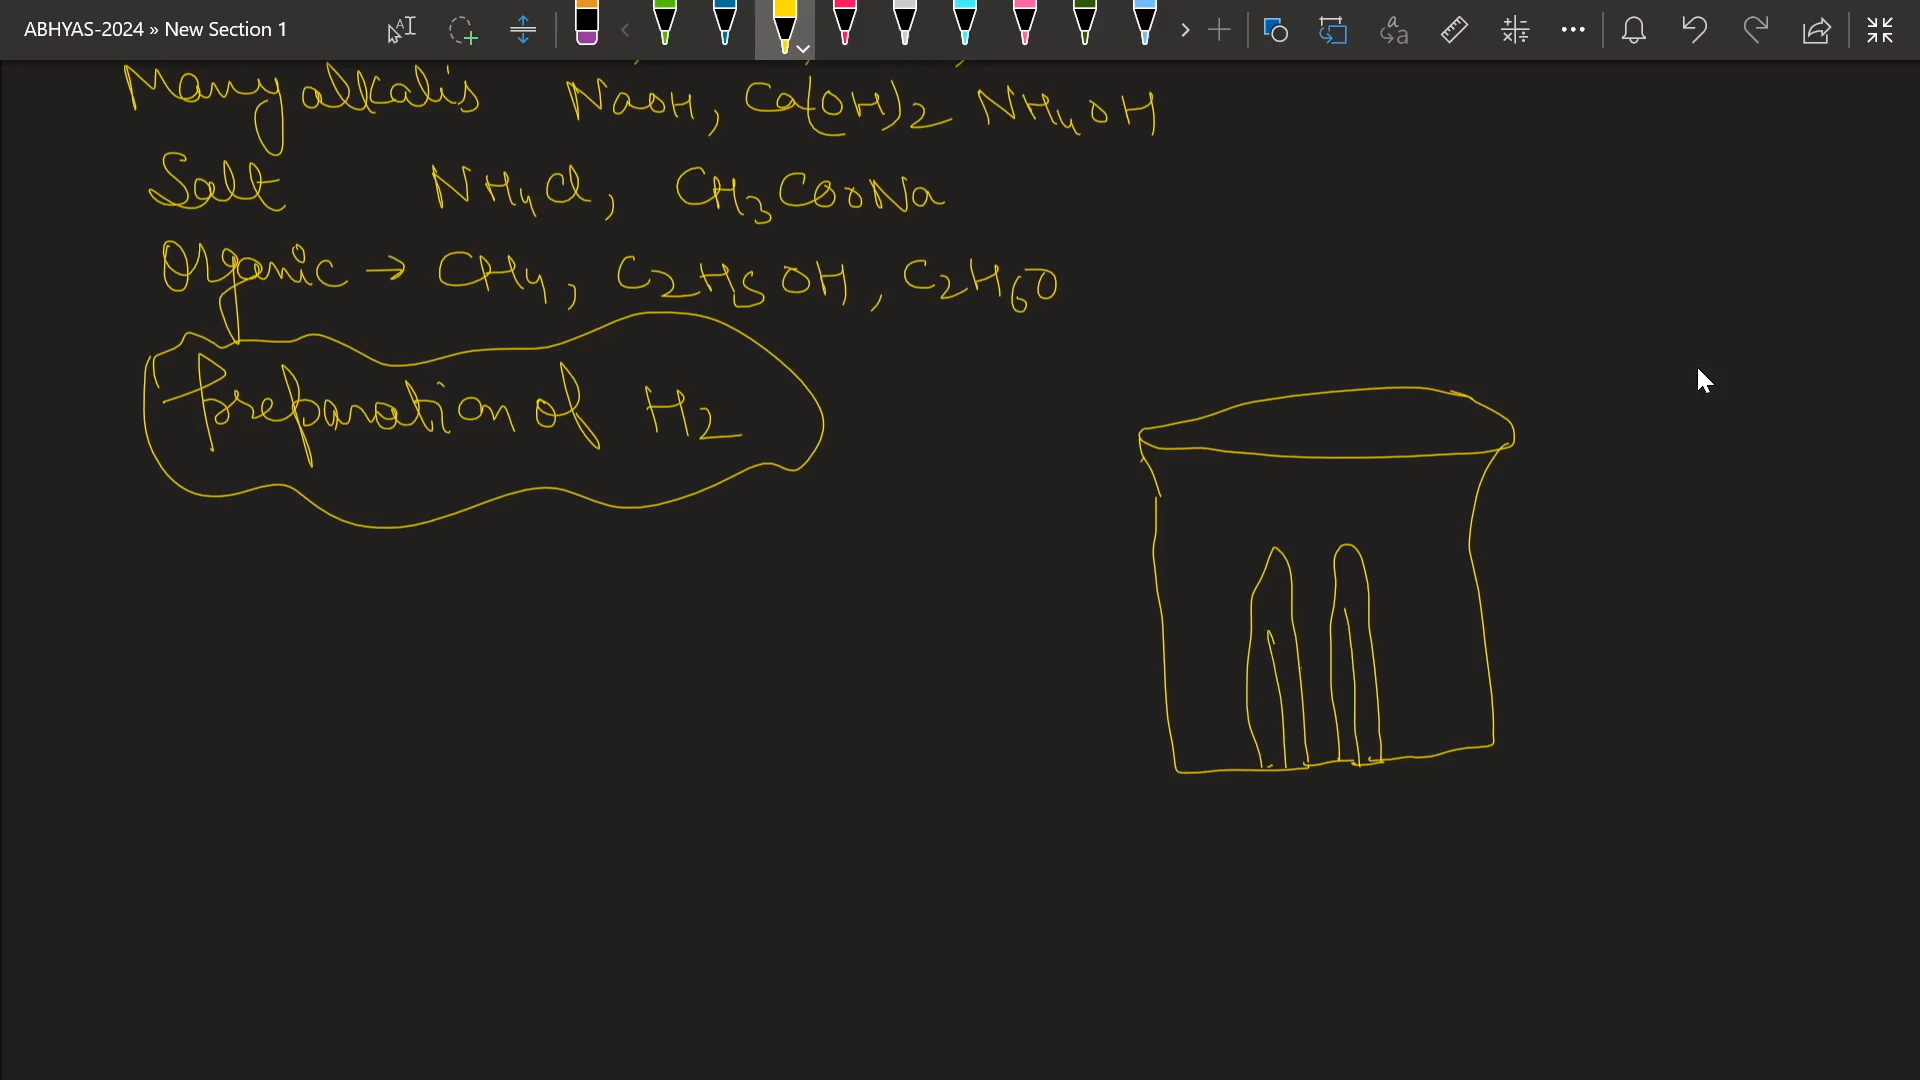 ABHYAS-2024 » New Section 1
Many alkalis NaOH, Ca(OH)2 NH4OH
Salt NH4Cl, CH3COONa
Organic → CH4, C2H5OH, C2H6O
Preparation of H2